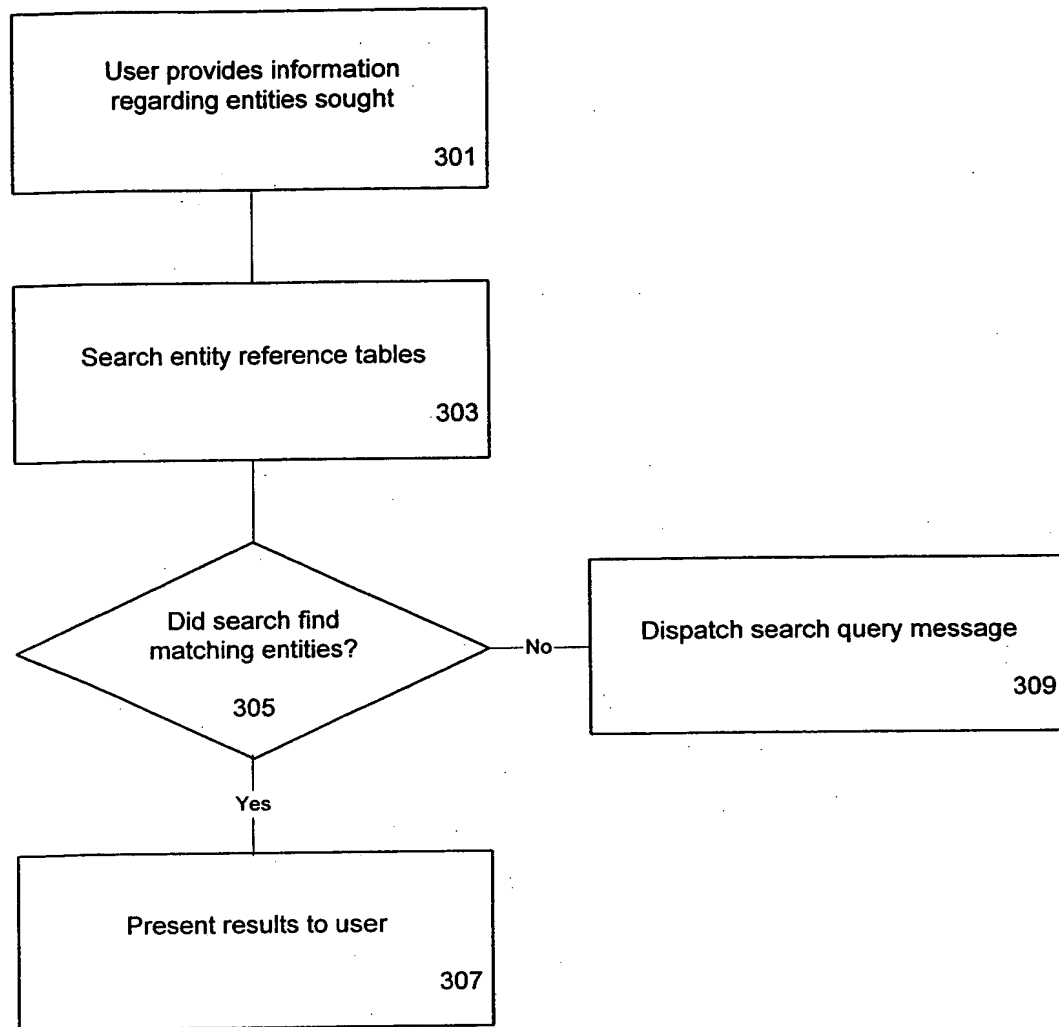 User provides information
regarding entities sought
301
Search entity reference tables
303
Did search find
matching entities?
305
No
Dispatch search query message
309
Yes
Present results to user
307